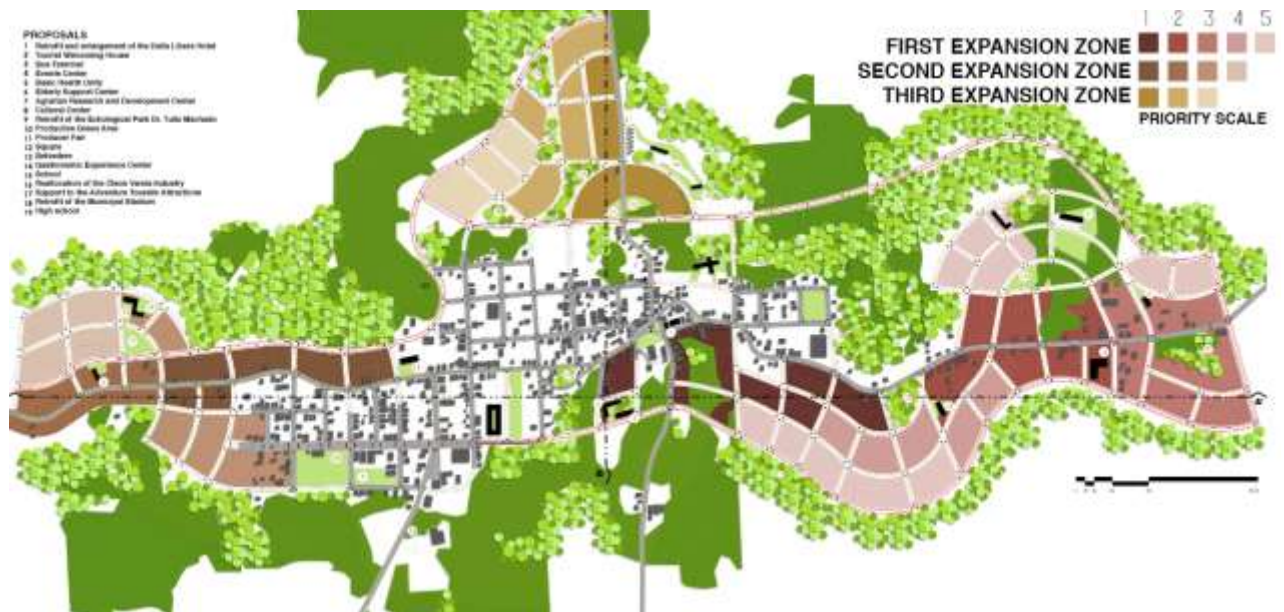 PROPOSALS
1 Retrofit and enlargement of the Dalla Libera Hotel
2 Tourist Welcoming House
3 Bus Terminal
4 Events Center
5 Basic Health Unity
6 Elderly Support Center
7 Agrarian Research and Development Center
8 Cultural Center
9 Retrofit of the Ecological Park Dr. Tulio Machado
10 Productive Green Area
11 Producer Fair
12 Square
13 Belvedere
14 Gastronomic Experience Center
15 School
16 of the Industry
17 Support to the Adventure Tourism Attractions
18 Retrofit of the Municipal Stadium
19 High school
1 2 3 4 5
FIRST EXPANSION ZONE
SECOND EXPANSION ZONE
THIRD EXPANSION ZONE
PRIORITY SCALE